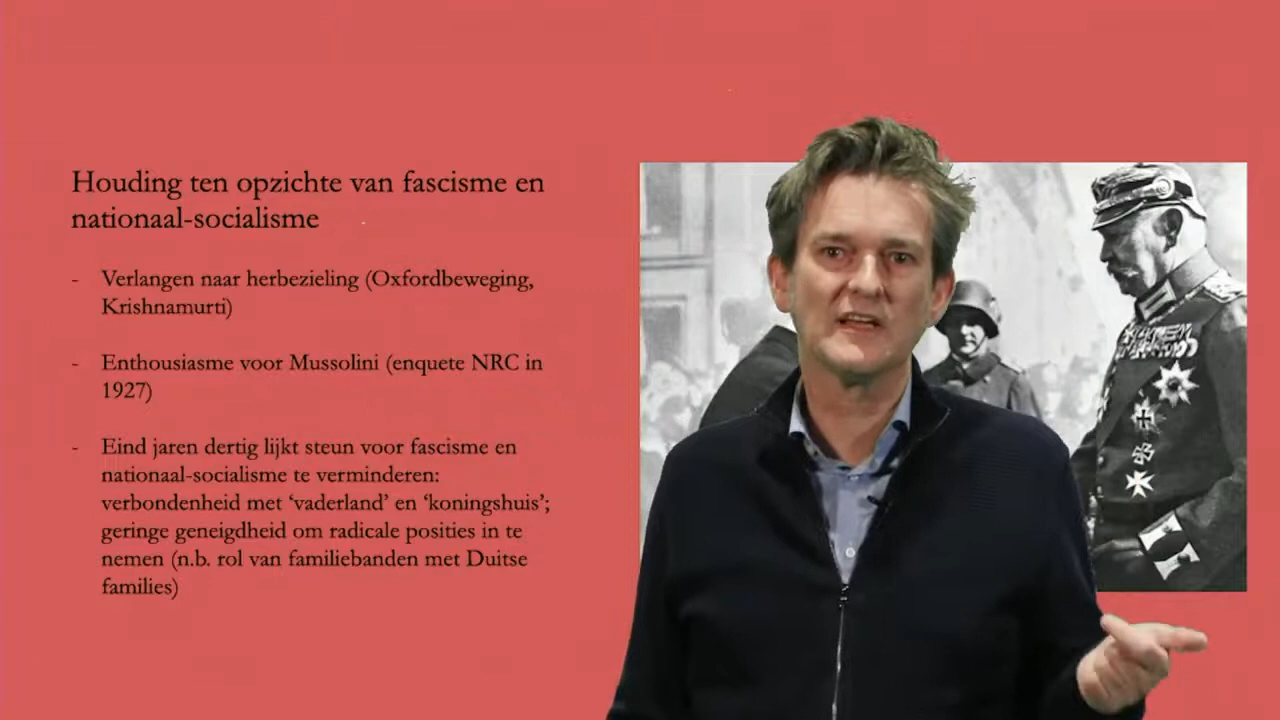 Houding ten opzichte van fascisme en
nationaal-socialisme
- Verlangen naar herbezieling (Oxfordbeweging,
Krishnamurti)
- Enthousiasme voor Mussolini (enquete NRC in
1927)
- Eind jaren dertig lijkt steun voor fascisme en
nationaal-socialisme te verminderen:
verbondenheid met ‘vaderland’ en ‘koningshuis’;
geringe geneigdheid om radicale posities in te
nemen (n.b. rol van familiebanden met Duitse
families)